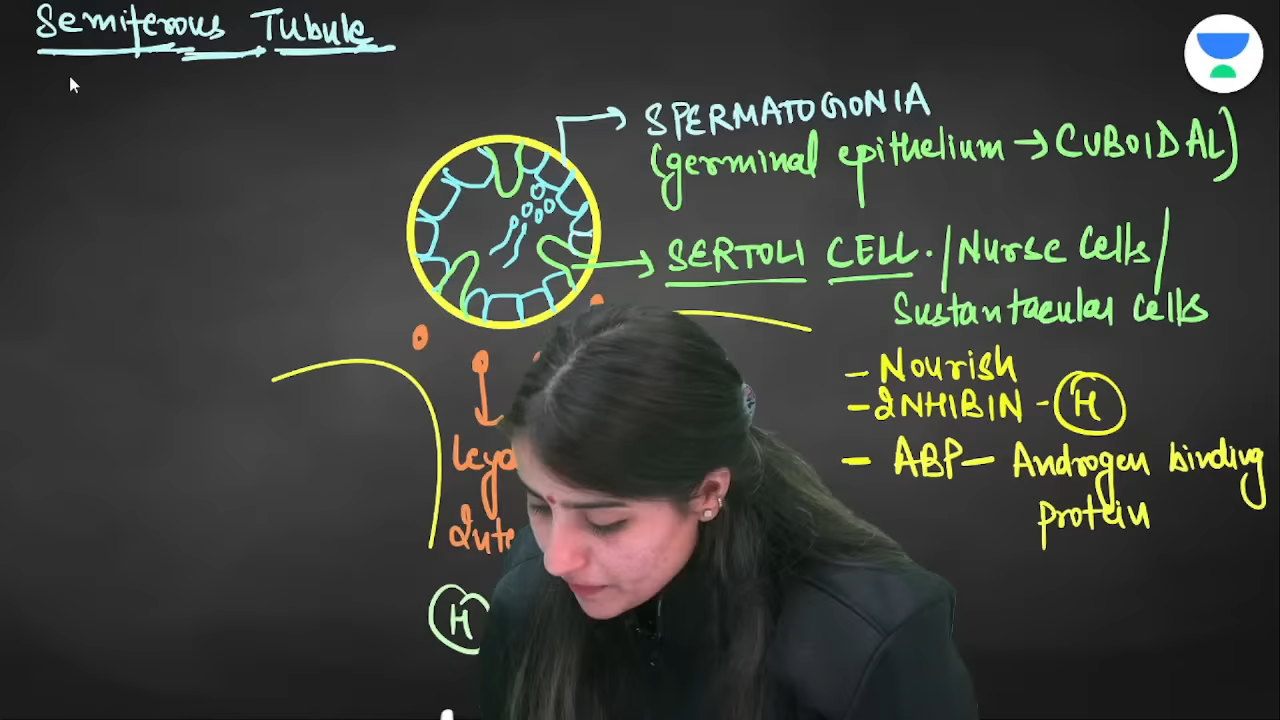 Semiferous Tubule
SPERMATOGONIA
(germinal epithelium → CUBOIDAL)
SERTOLI CELL. / Nurse Cells /
Sustantacular cells
- Nourish
- INHIBIN - H
- ABP - Androgen binding
protein
H